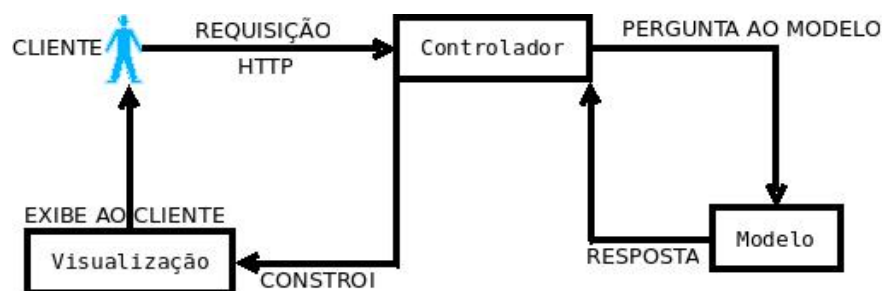 CLIENTE
REQUISIÇÃO
HTTP
Controlador
PERGUNTA AO MODELO
EXIBE AO CLIENTE
Visualização
CONSTROI
RESPOSTA
Modelo